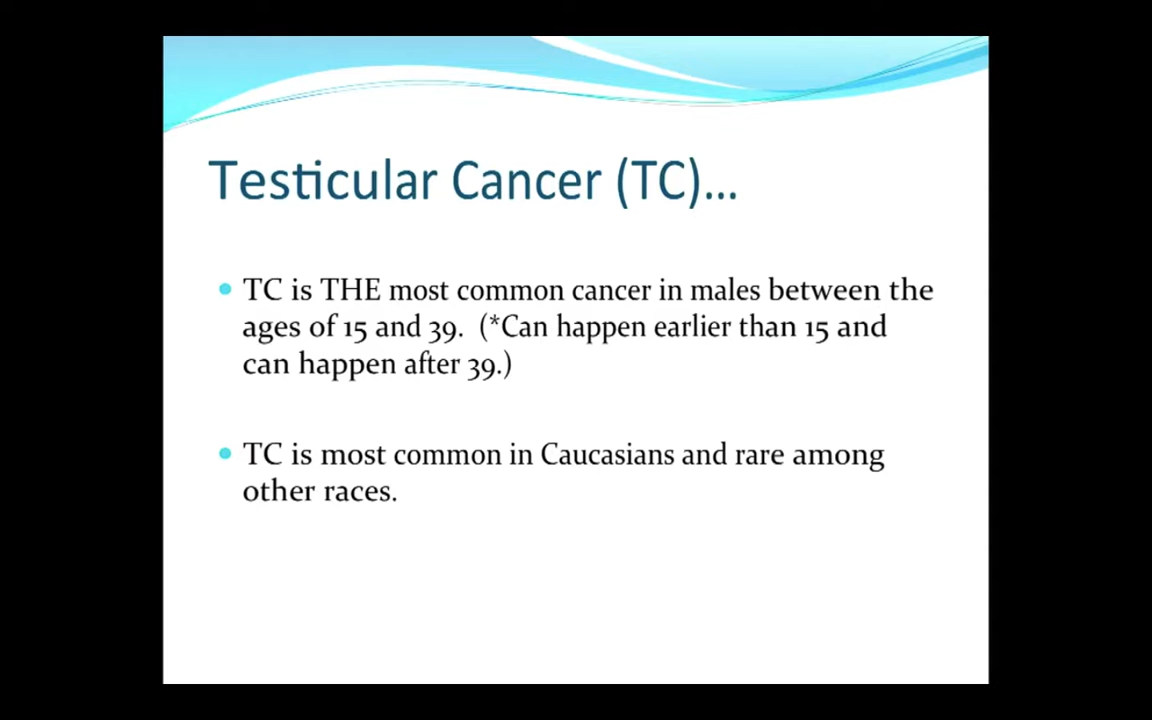 Testicular Cancer (TC)...
• TC is THE most common cancer in males between the
ages of 15 and 39.  (*Can happen earlier than 15 and
can happen after 39.)
• TC is most common in Caucasians and rare among
other races.